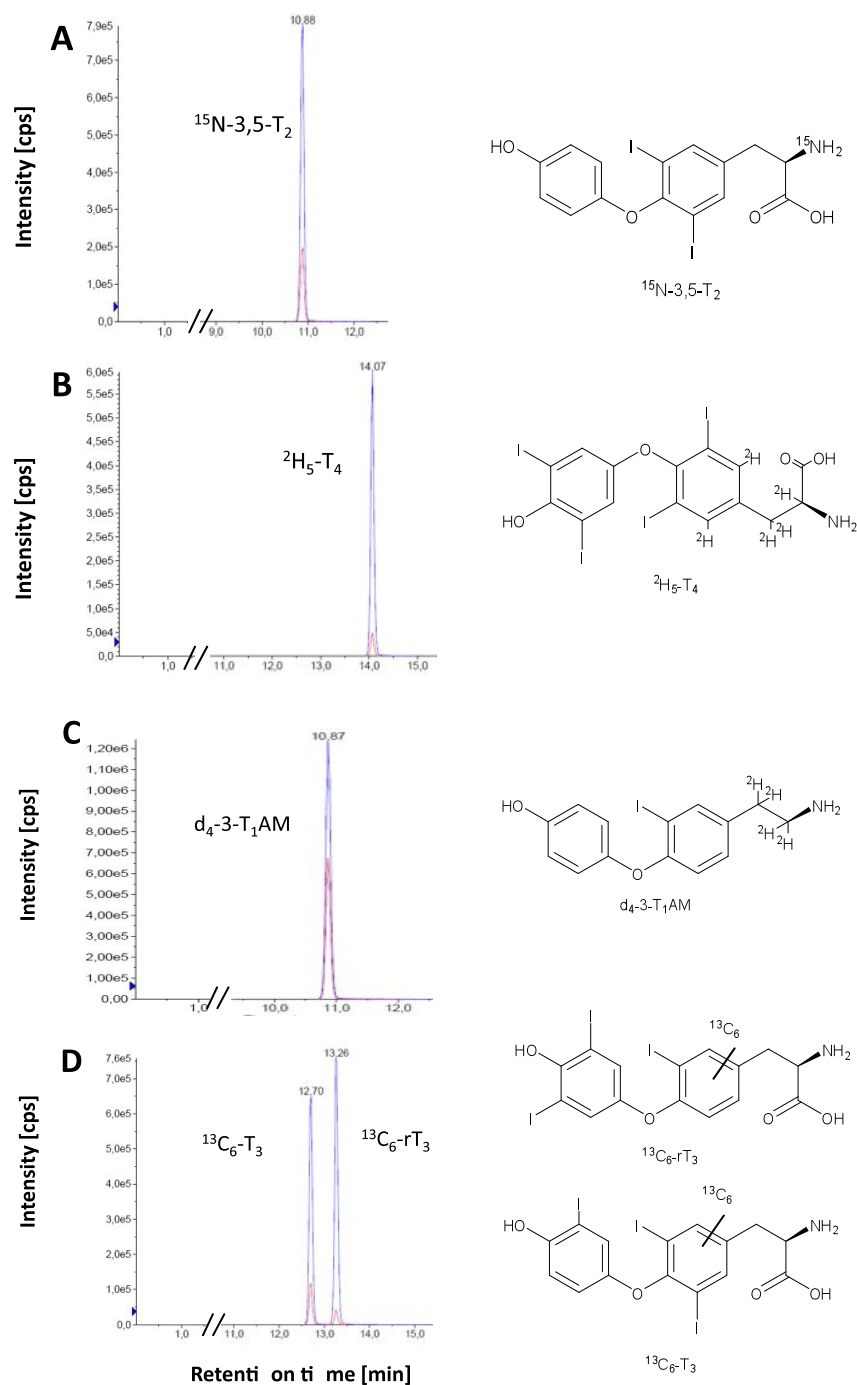 A
10,88
7,9e5
7,0e5
6,0e5
5,0e5
4,0e5
3,0e5
2,0e5
1,0e5
0,0
Intensity [cps]
¹⁵N-3,5-T₂
1,0 9,0 10,0 11,0 12,0
HO I ¹⁵NH₂
O I O OH
¹⁵N-3,5-T₂
B
14,07
6,0e5
5,5e5
4,5e5
4,0e5
3,5e5
3,0e5
2,5e5
2,0e5
1,5e5
1,0e5
5,0e4
0,0
Intensity [cps]
²H₅-T₄
1,0 11,0 12,0 13,0 14,0 15,0
I O I ²H O OH
HO I I ²H ²H ²H ²H NH₂
²H₅-T₄
C
10,87
1,20e6
1,10e6
1,00e6
9,00e5
8,00e5
7,00e5
6,00e5
5,00e5
4,00e5
3,00e5
2,00e5
1,00e5
0,00
Intensity [cps]
d₄-3-T₁AM
1,0 10,0 11,0 12,0
HO I ²H ²H NH₂
O ²H ²H
d₄-3-T₁AM
D
12,70 13,26
7,6e5
7,0e5
6,0e5
5,0e5
4,0e5
3,0e5
2,0e5
1,0e5
0,0
Intensity [cps]
¹³C₆-T₃ ¹³C₆-rT₃
1,0 11,0 12,0 13,0 14,0 15,0
Retenti on ti me [min]
I ¹³C₆
HO I NH₂
I O O OH
¹³C₆-rT₃
I ¹³C₆
HO I NH₂
O I O OH
¹³C₆-T₃